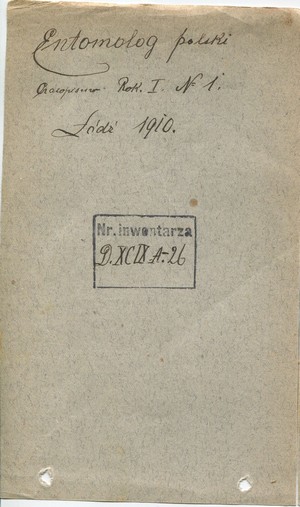 Entomolog polski
Czasopismo. Rok. I. № 1.
Łódź 1910.
Nr. inwentarza
D. XCIX A-26